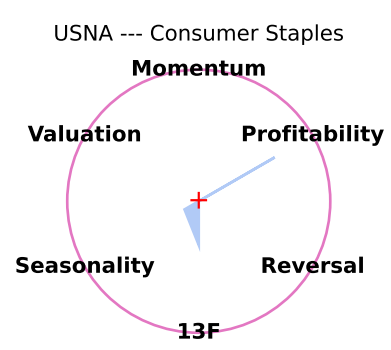 USNA --- Consumer Staples
Momentum
Valuation
Profitability
Seasonality
Reversal
13F